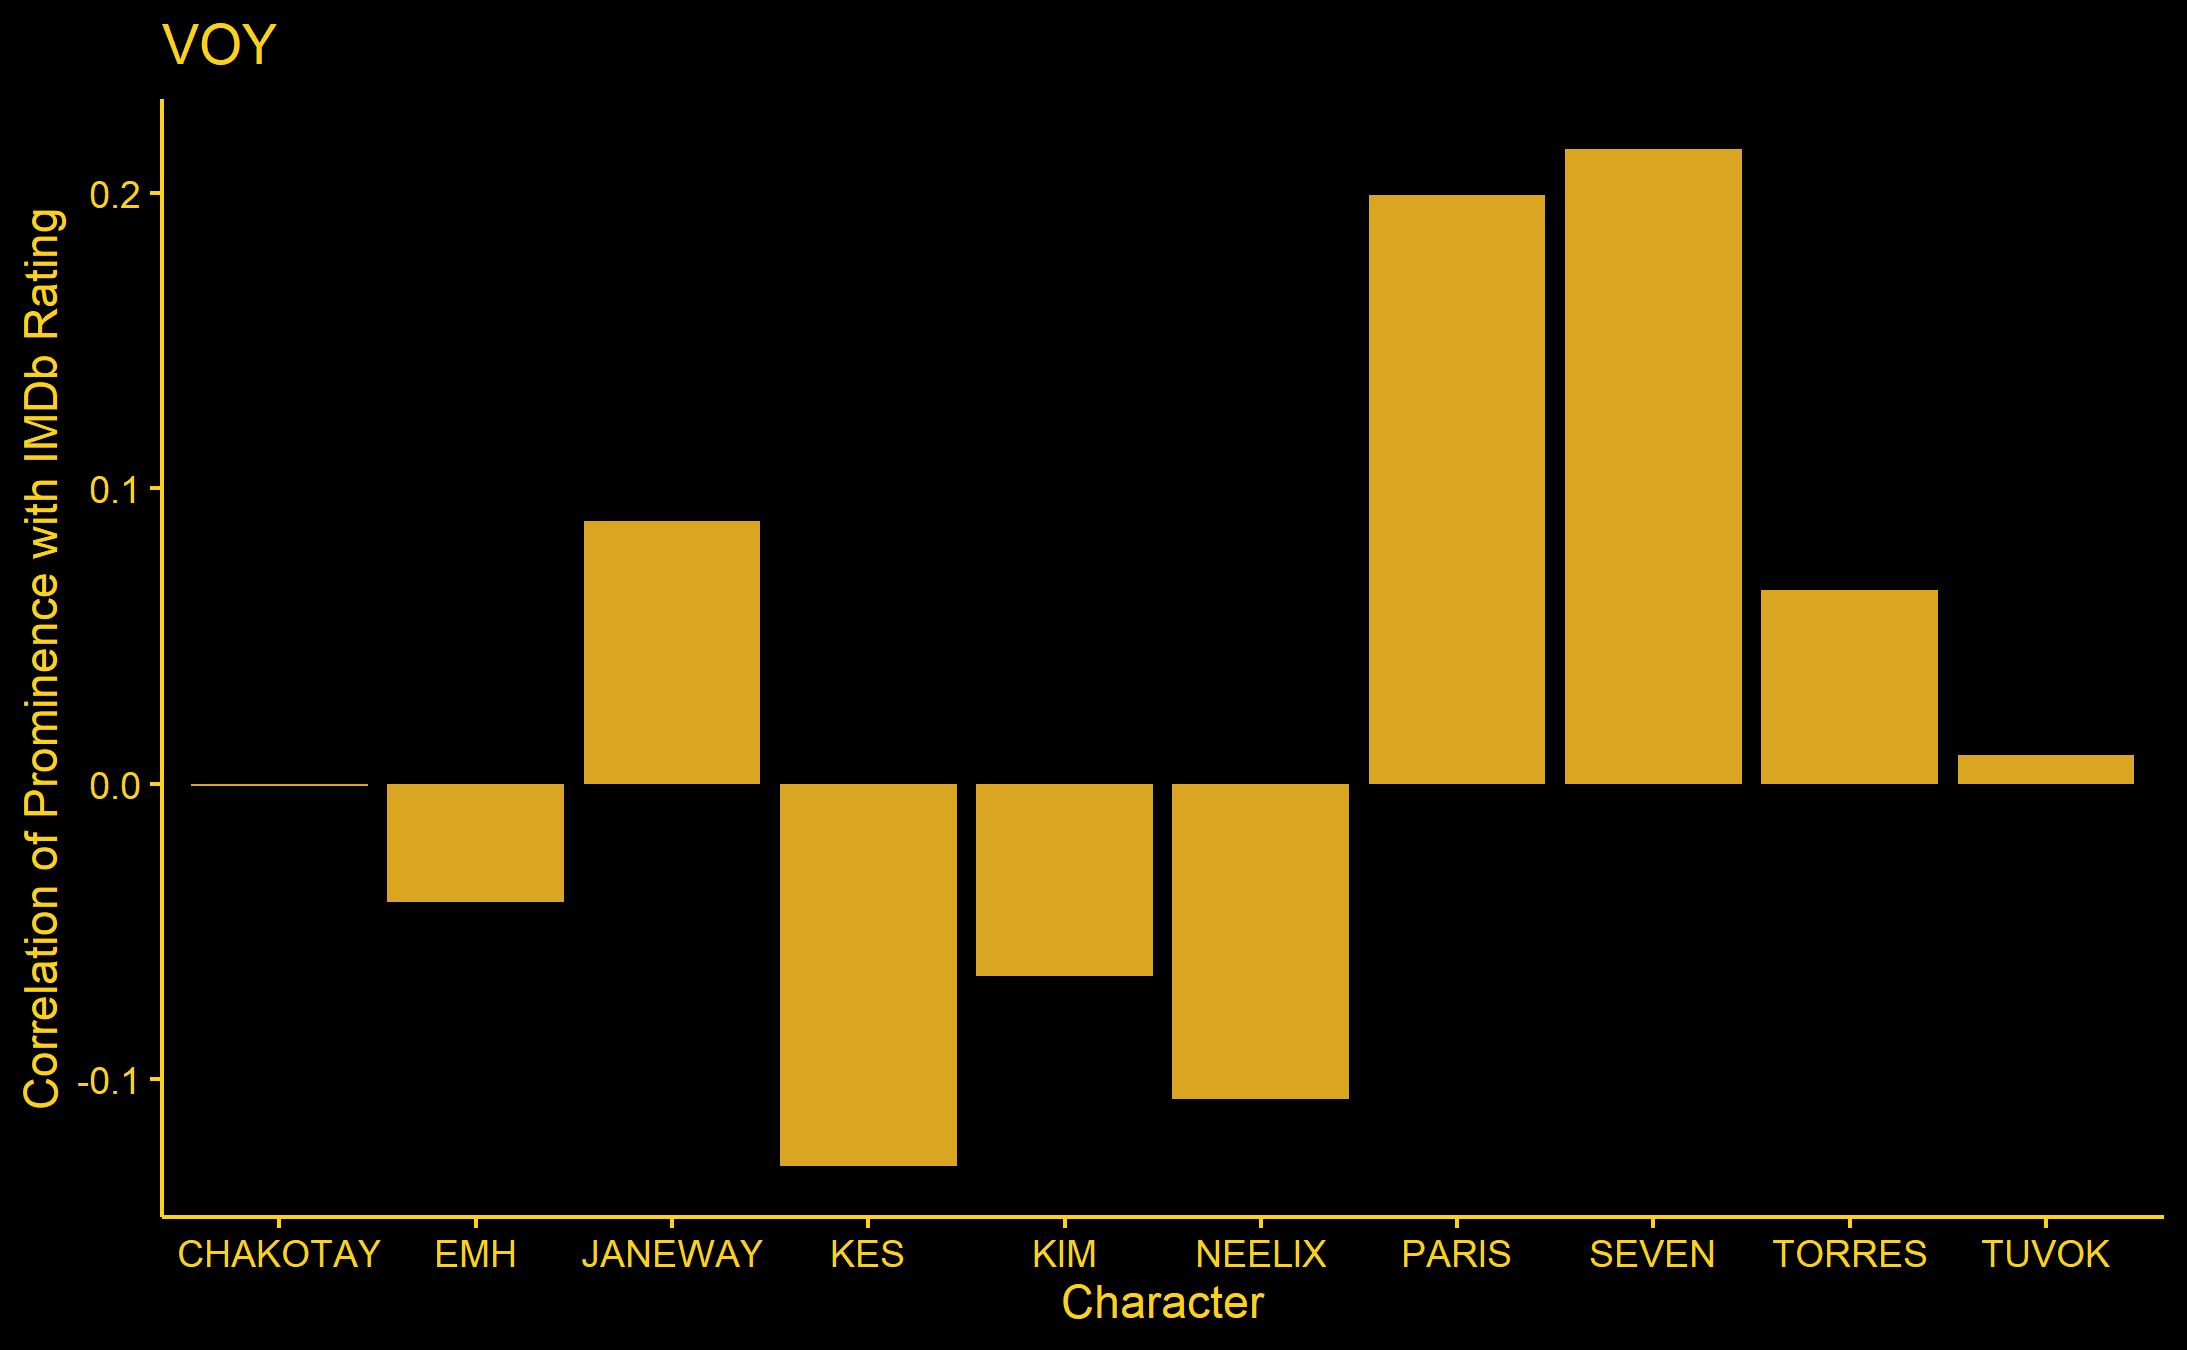 VOY
Correlation of Prominence with IMDb Rating
0.2
0.1
0.0
-0.1
CHAKOTAY EMH JANEWAY KES KIM NEELIX PARIS SEVEN TORRES TUVOK
Character